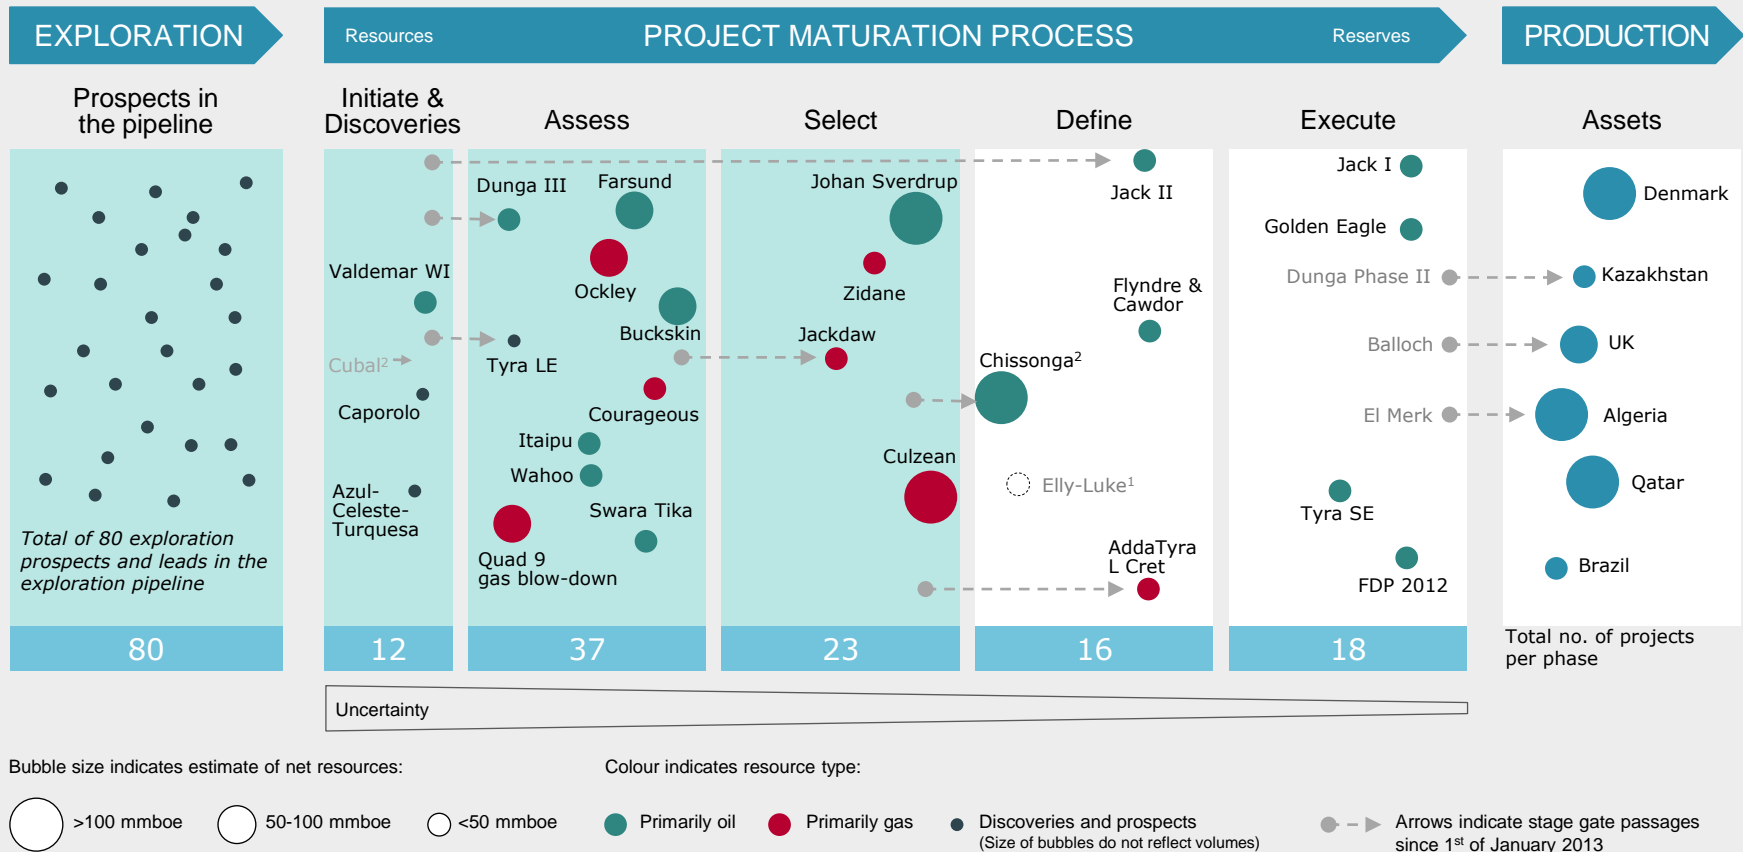 EXPLORATION
Resources
PROJECT MATURATION PROCESS
Reserves
PRODUCTION
Prospects in
the pipeline
Initiate &
Discoveries
Assess
Select
Define
Execute
Assets
Total of 80 exploration
prospects and leads in the
exploration pipeline
80
Valdemar WI
Cubal²
Caporolo
Azul-
Celeste-
Turquesa
12
Dunga III
Farsund
Ockley
Buckskin
Tyra LE
Courageous
Itaipu
Wahoo
Swara Tika
Quad 9
gas blow-down
37
Johan Sverdrup
Zidane
Jackdaw
Culzean
23
Jack II
Flyndre &
Cawdor
Chissonga²
Elly-Luke¹
AddaTyra
L Cret
16
Jack I
Golden Eagle
Dunga Phase II
Balloch
El Merk
Tyra SE
FDP 2012
18
Denmark
Kazakhstan
UK
Algeria
Qatar
Brazil
Total no. of projects
per phase
Uncertainty
Bubble size indicates estimate of net resources:
>100 mmboe
50-100 mmboe
<50 mmboe
Colour indicates resource type:
Primarily oil
Primarily gas
Discoveries and prospects
(Size of bubbles do not reflect volumes)
Arrows indicate stage gate passages
since 1st of January 2013